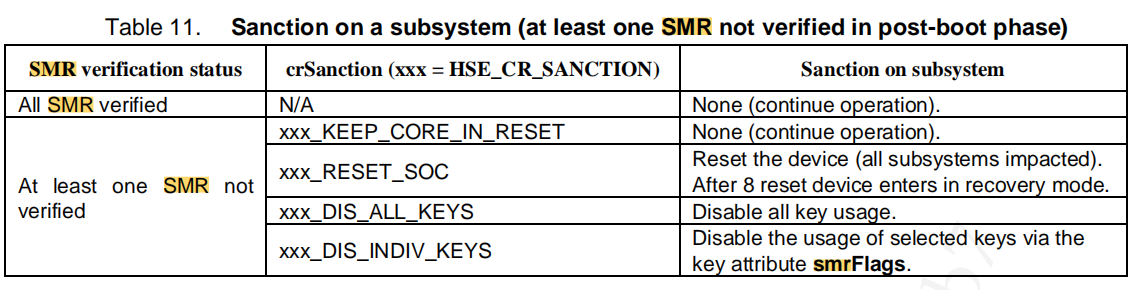 Table 11. Sanction on a subsystem (at least one SMR not verified in post-boot phase)
SMR verification status crSanction (xxx = HSE_CR_SANCTION) Sanction on subsystem
All SMR verified N/A None (continue operation).
At least one SMR not
verified
xxx_KEEP_CORE_IN_RESET None (continue operation).
xxx_RESET_SOC Reset the device (all subsystems impacted).
After 8 reset device enters in recovery mode.
xxx_DIS_ALL_KEYS Disable all key usage.
xxx_DIS_INDIV_KEYS Disable the usage of selected keys via the
key attribute smrFlags.